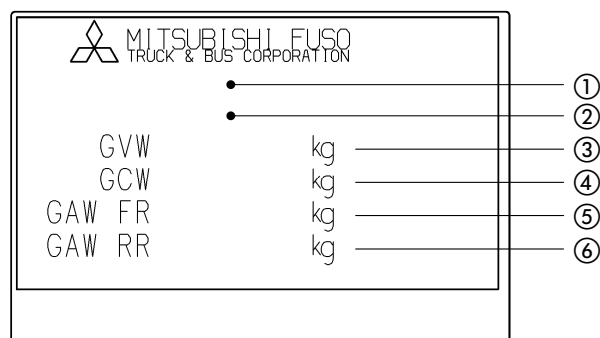 MITSUBISHI FUSO
TRUCK & BUS CORPORATION
①
②
GVW kg ③
GCW kg ④
GAW FR kg ⑤
GAW RR kg ⑥